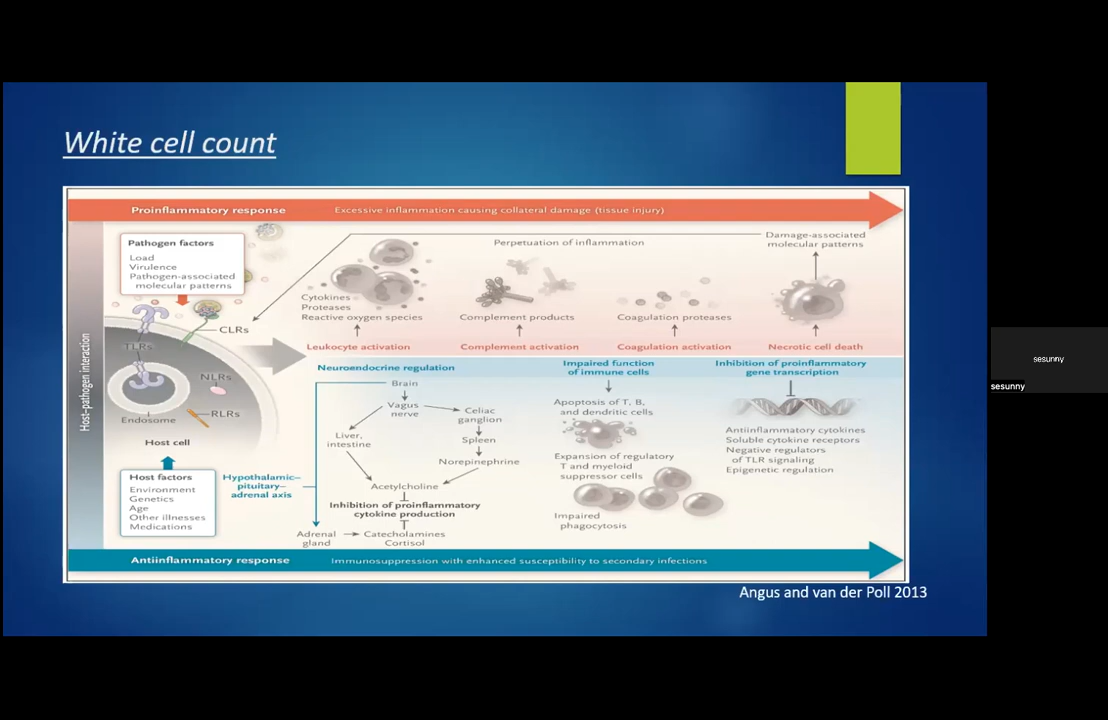 White cell count
Proinflammatory response
Excessive inflammation causing collateral damage (tissue injury)
Pathogen factors
Load
Virulence
Pathogen-associated
molecular patterns
Host–pathogen interaction
CLRs
TLRs
NLRs
RLRs
Endosome
Host cell
Host factors
Environment
Genetics
Age
Other illnesses
Medications
Perpetuation of inflammation
Damage-associated
molecular patterns
Cytokines
Proteases
Reactive oxygen species
Complement products
Coagulation proteases
Leukocyte activation
Complement activation
Coagulation activation
Necrotic cell death
Neuroendocrine regulation
Brain
Vagus
nerve
Celiac
ganglion
Liver,
intestine
Spleen
Norepinephrine
Hypothalamic–
pituitary–
adrenal axis
Acetylcholine
Inhibition of proinflammatory
cytokine production
Adrenal
gland
Catecholamines
Cortisol
Impaired function
of immune cells
Apoptosis of T, B,
and dendritic cells
Expansion of regulatory
T and myeloid
suppressor cells
Impaired
phagocytosis
Inhibition of proinflammatory
gene transcription
Antiinflammatory cytokines
Soluble cytokine receptors
Negative regulators
of TLR signaling
Epigenetic regulation
Antiinflammatory response
Immunosuppression with enhanced susceptibility to secondary infections
Angus and van der Poll 2013
sesunny
sesunny